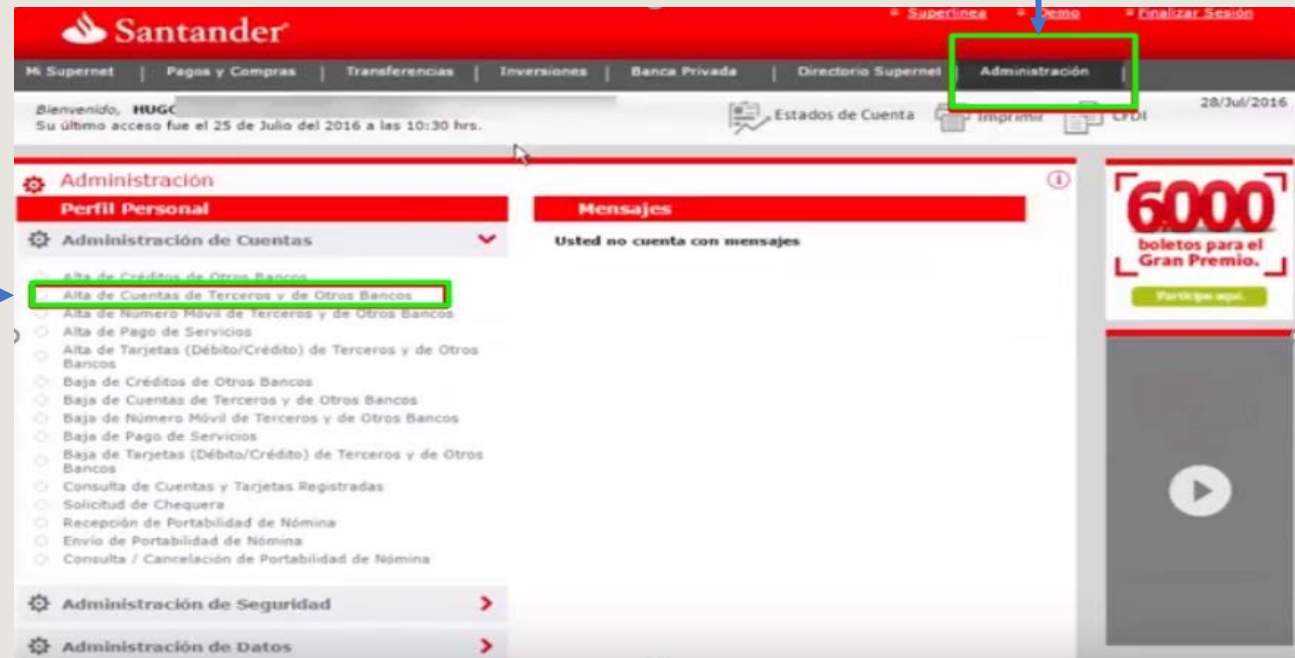 Superlinea Demo Finalizar Sesión
Santander
Mi Supernet | Pagos y Compras | Transferencias | Inversiones | Banca Privada | Directorio Supernet | Administración |
Bienvenido, HUGO
Su último acceso fue el 25 de Julio del 2016 a las 10:30 hrs.
Estados de Cuenta Imprimir CFDI 28/Jul/2016
Administración
Perfil Personal
Administración de Cuentas
Alta de Créditos de Otros Bancos
Alta de Cuentas de Terceros y de Otros Bancos
Alta de Número Móvil de Terceros y de Otros Bancos
Alta de Pago de Servicios
Alta de Tarjetas (Débito/Crédito) de Terceros y de Otros
Bancos
Baja de Créditos de Otros Bancos
Baja de Cuentas de Terceros y de Otros Bancos
Baja de Número Móvil de Terceros y de Otros Bancos
Baja de Pago de Servicios
Baja de Tarjetas (Débito/Crédito) de Terceros y de Otros
Bancos
Consulta de Cuentas y Tarjetas Registradas
Solicitud de Chequera
Recepción de Portabilidad de Nómina
Envío de Portabilidad de Nómina
Consulta / Cancelación de Portabilidad de Nómina
Administración de Seguridad
Administración de Datos
Mensajes
Usted no cuenta con mensajes
6000
boletos para el
Gran Premio.
Participe aquí.